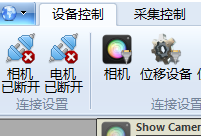 设备控制 采集控制
相机 电机 相机 位移设备
已断开 已断开
连接设置 连接设置
Show Camer